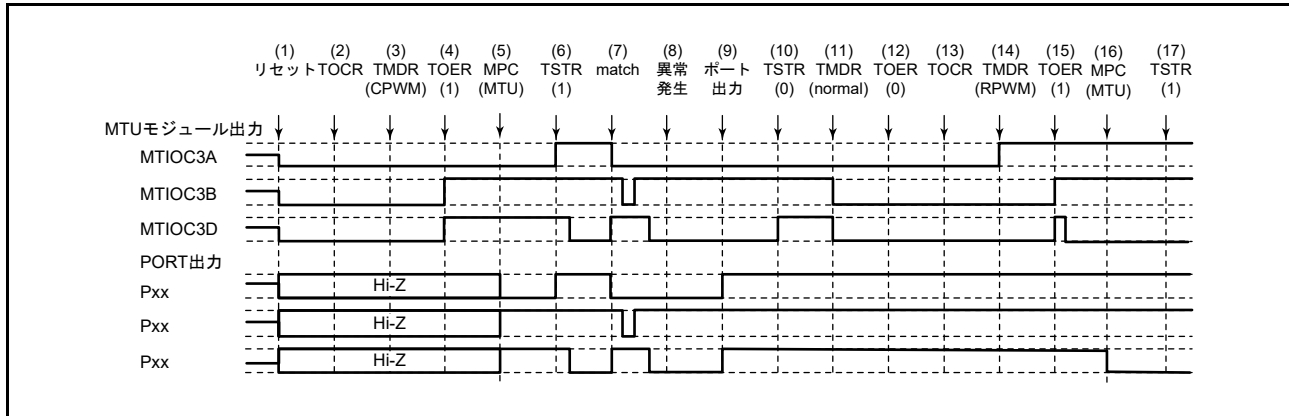 (1) (2) (3) (4) (5) (6) (7) (8) (9) (10) (11) (12) (13) (14) (15) (16) (17)
リセット TOCR TMDR TOER MPC TSTR match 異常 ポート TSTR TMDR TOER TOCR TMDR TOER MPC TSTR
(CPWM) (1) (MTU) (1) 発生 出力 (0) (normal) (0) (RPWM) (1) (MTU) (1)
MTUモジュール出力
MTIOC3A
MTIOC3B
MTIOC3D
PORT出力
Pxx Hi-Z
Pxx Hi-Z
Pxx Hi-Z